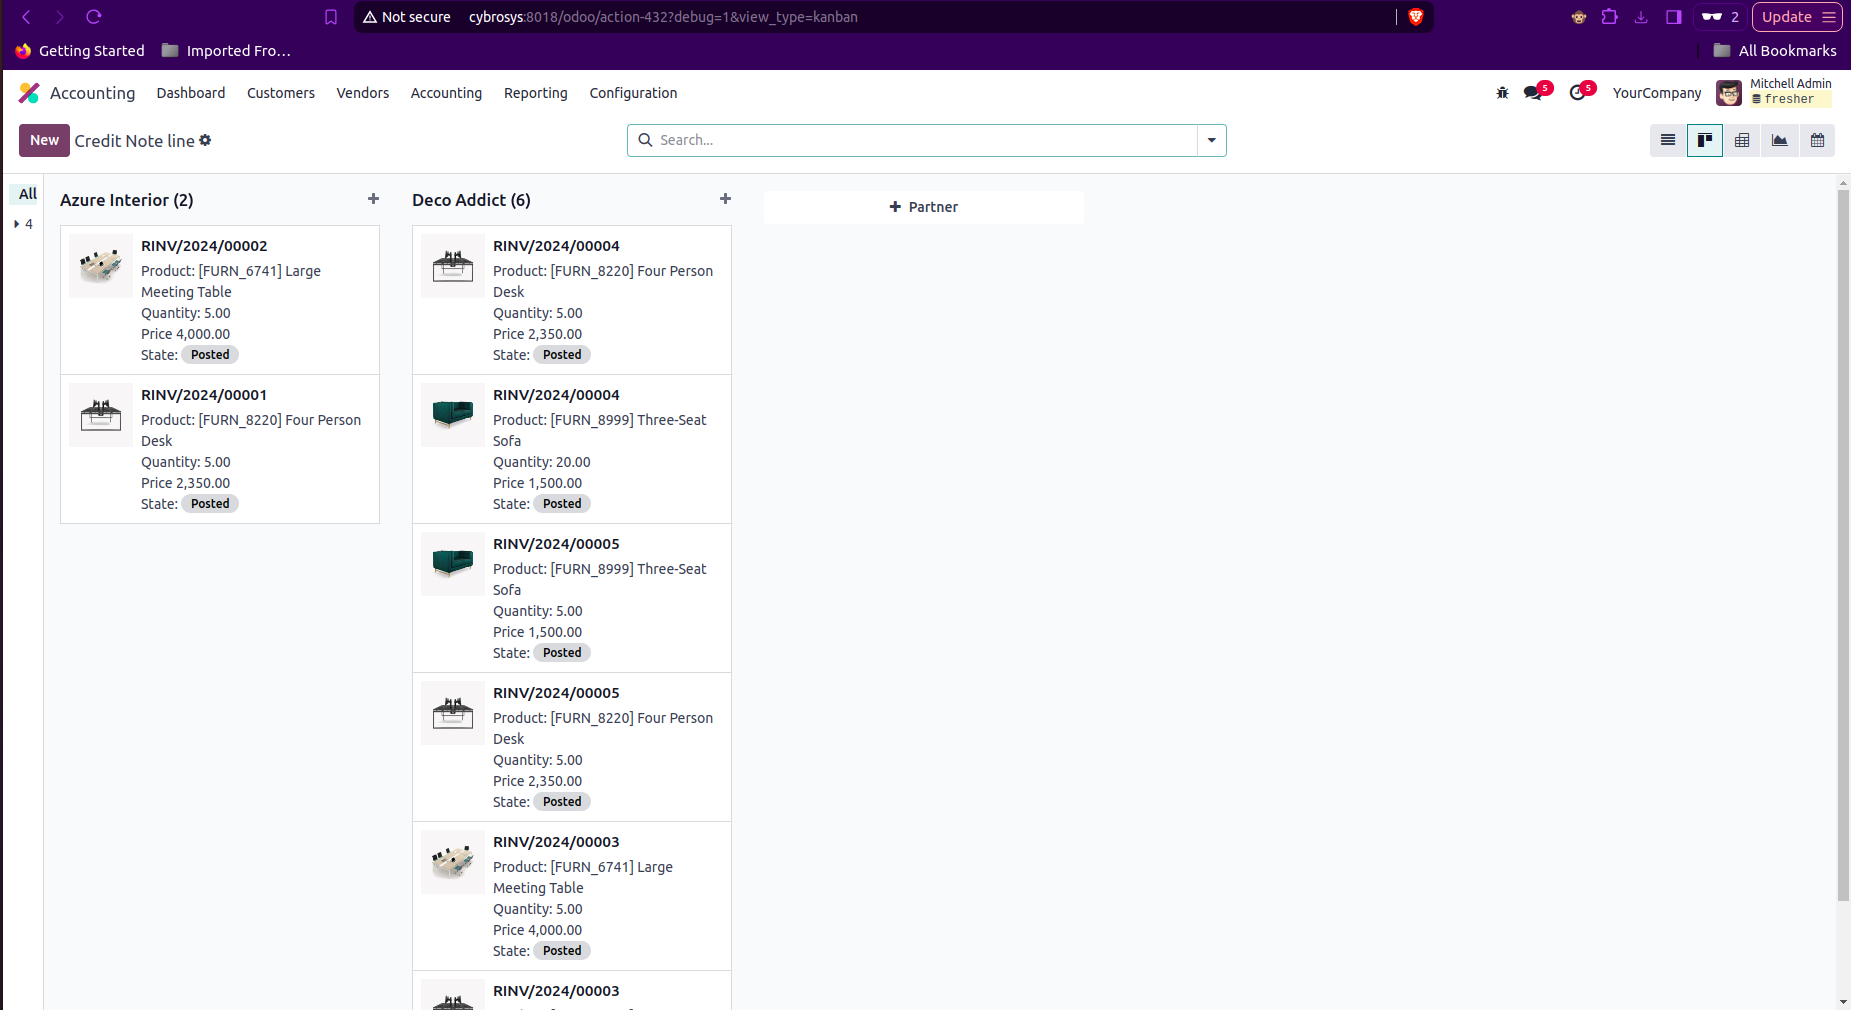 Not secure cybrosys:8018/odoo/action-432?debug=1&view_type=kanban
2 Update
Getting Started Imported Fro... All Bookmarks
Accounting Dashboard Customers Vendors Accounting Reporting Configuration 5 5 YourCompany Mitchell Admin
fresher
New Credit Note line Search...
All
4
Azure Interior (2)
RINV/2024/00002
Product: [FURN_6741] Large
Meeting Table
Quantity: 5.00
Price 4,000.00
State: Posted
RINV/2024/00001
Product: [FURN_8220] Four Person
Desk
Quantity: 5.00
Price 2,350.00
State: Posted
Deco Addict (6)
RINV/2024/00004
Product: [FURN_8220] Four Person
Desk
Quantity: 5.00
Price 2,350.00
State: Posted
RINV/2024/00004
Product: [FURN_8999] Three-Seat
Sofa
Quantity: 20.00
Price 1,500.00
State: Posted
RINV/2024/00005
Product: [FURN_8999] Three-Seat
Sofa
Quantity: 5.00
Price 1,500.00
State: Posted
RINV/2024/00005
Product: [FURN_8220] Four Person
Desk
Quantity: 5.00
Price 2,350.00
State: Posted
RINV/2024/00003
Product: [FURN_6741] Large
Meeting Table
Quantity: 5.00
Price 4,000.00
State: Posted
RINV/2024/00003
+ Partner